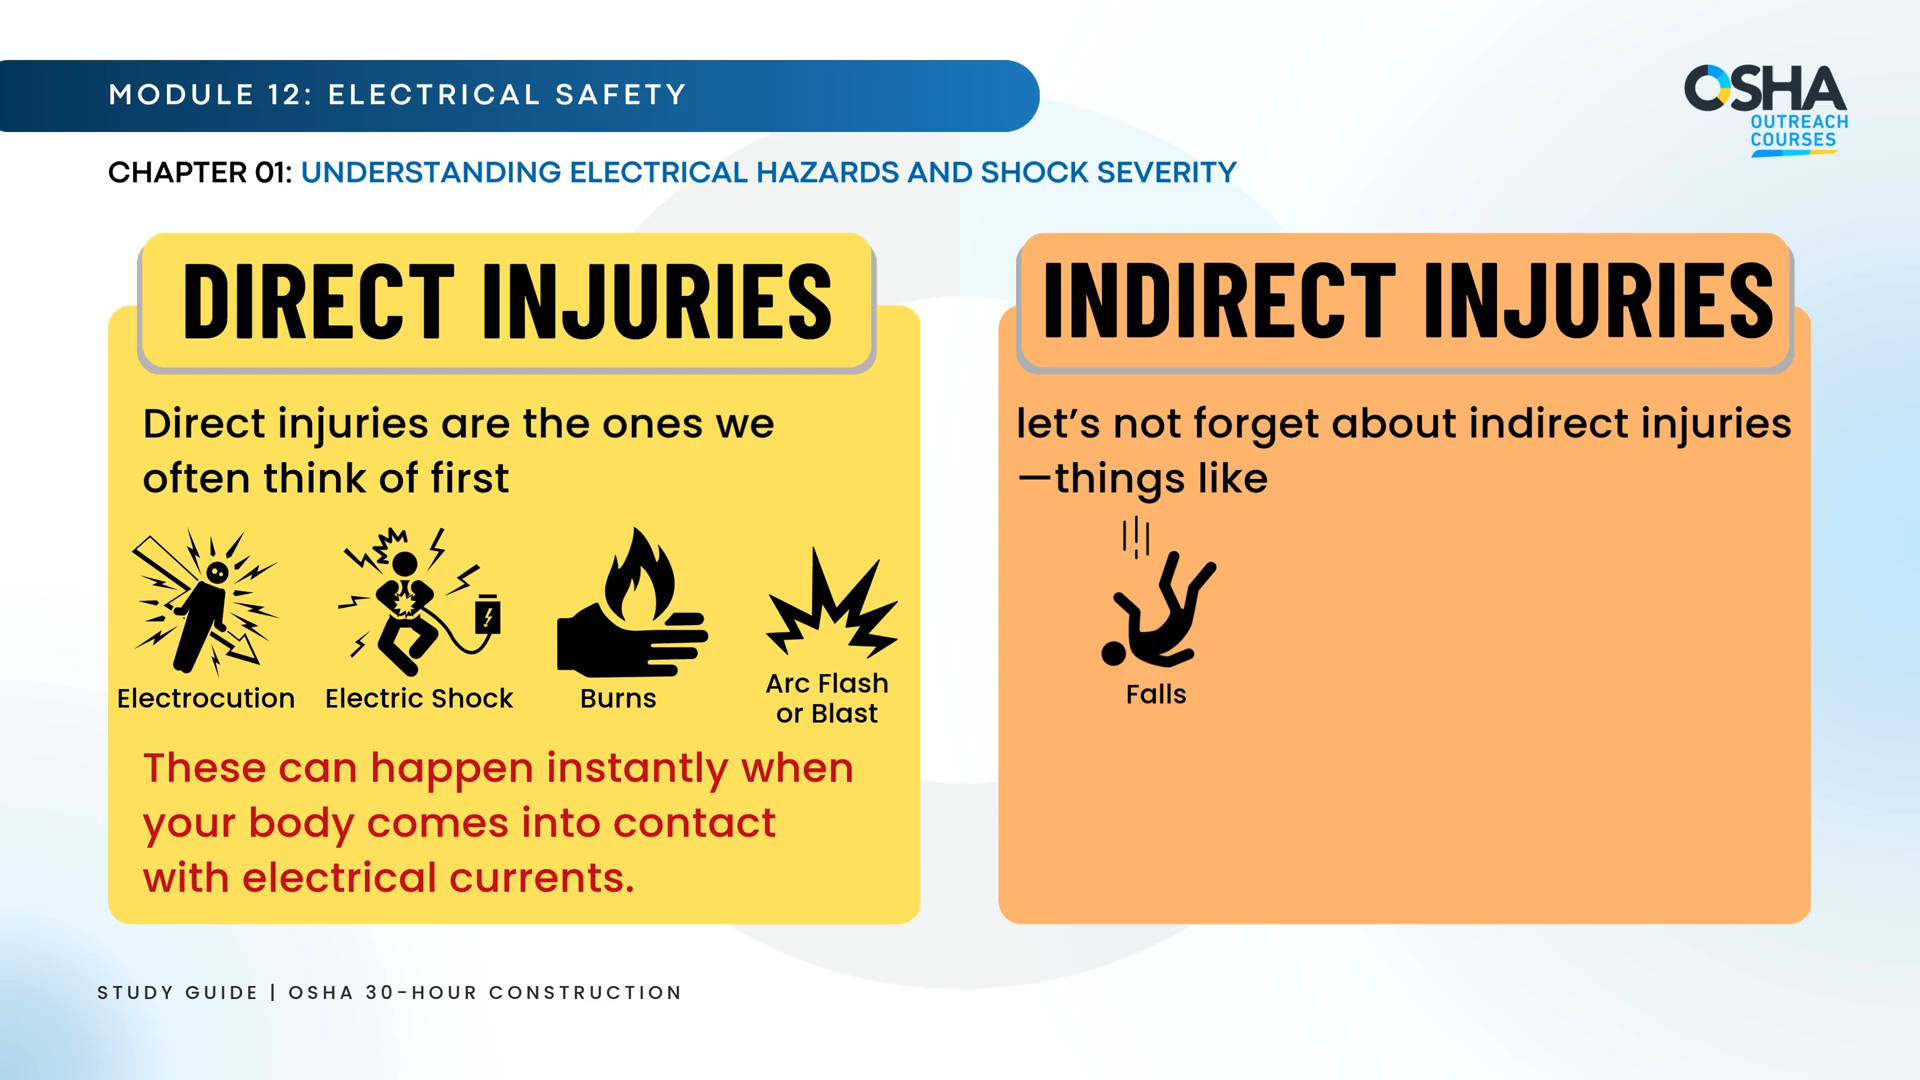 MODULE 12: ELECTRICAL SAFETY
OSHA
OUTREACH
COURSES
CHAPTER 01: UNDERSTANDING ELECTRICAL HAZARDS AND SHOCK SEVERITY
DIRECT INJURIES
Direct injuries are the ones we
often think of first
Electrocution
Electric Shock
Burns
Arc Flash
or Blast
These can happen instantly when
your body comes into contact
with electrical currents.
INDIRECT INJURIES
let’s not forget about indirect injuries
—things like
Falls
STUDY GUIDE | OSHA 30-HOUR CONSTRUCTION